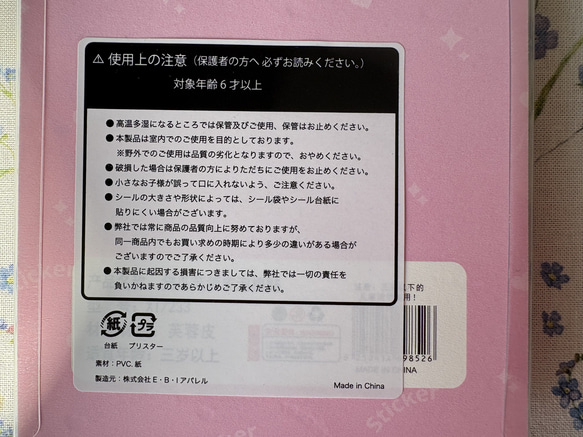 ⚠ 使用上の注意（保護者の方へ 必ずお読みください。）
対象年齢6才以上
●高温多湿になるところでは保管及びご使用、保管はお止めください。
●本製品は室内でのご使用を目的としております。
※野外でのご使用は品質の劣化となりますので、おやめください。
●破損した場合は保護者の方によりただちにご使用をお止めください。
●小さなお子様が誤って口に入れないよう、ご注意ください。
●シールの大きさや形状によっては、シール袋やシール台紙に
貼りにくい場合がございます。
●弊社では常に商品の品質向上に努めておりますが、
同一商品内でもお買い求めの時期により多少の違いがある場合が
ございますのでご了承ください。
●本製品に起因する損害につきましては、弊社では一切の責任を
負いかねますのであらかじめご了承ください。
紙 プラ
台紙 ブリスター
素材：PVC. 紙
製造元：株式会社 E・B・I アパレル
Made in China
三岁以上
以下的
用！
98526
CHINA
Sticker
Sticker
Sticker